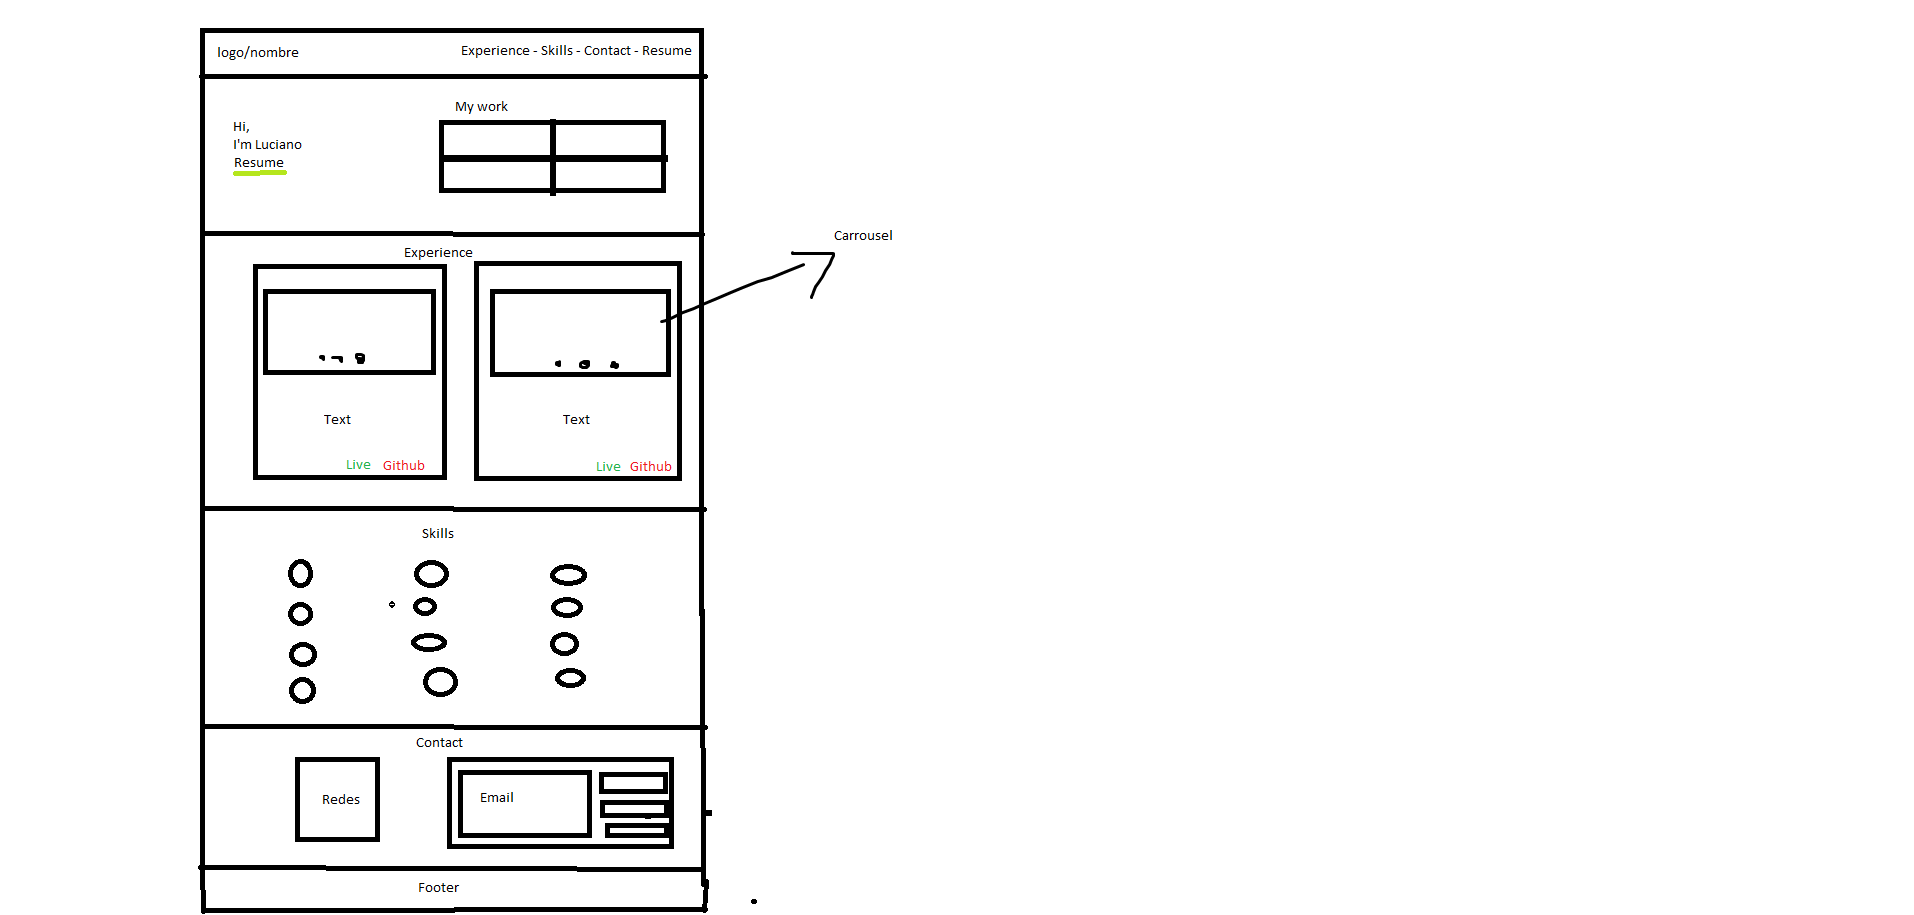 logo/nombre
Experience - Skills - Contact - Resume
My work
Hi,
I'm Luciano
Resume
Carrousel
Experience
Text
Live Github
Text
Live Github
Skills
Contact
Redes
Email
Footer